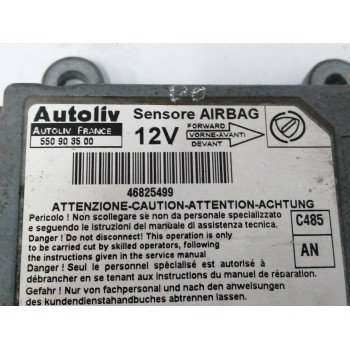 Autoliv
AUTOLIV FRANCE
550 90 35 00
Sensore AIRBAG
12V
FORWARD
VORNE-AVANTI
DEVANT
46825499
ATTENZIONE-CAUTION-ATTENTION-ACHTUNG
Pericolo ! Non scollegare se non da personale specializzato
e seguendo le istruzioni del manuale di assistenza tecnica.
Danger ! Do not disconnect! This operation is only
to be carried cut by skilled operators, following
the instructions given in the service manual
Danger ! Seul le personnel spécialisé est autorisé à
débrancher en se tenant aux instructions du manuel de réparation.
Gefahr ! Nur von fachpersonal und nach den anweisungen
des kundendienstahandbuches abtrennen lassen.
C485
AN